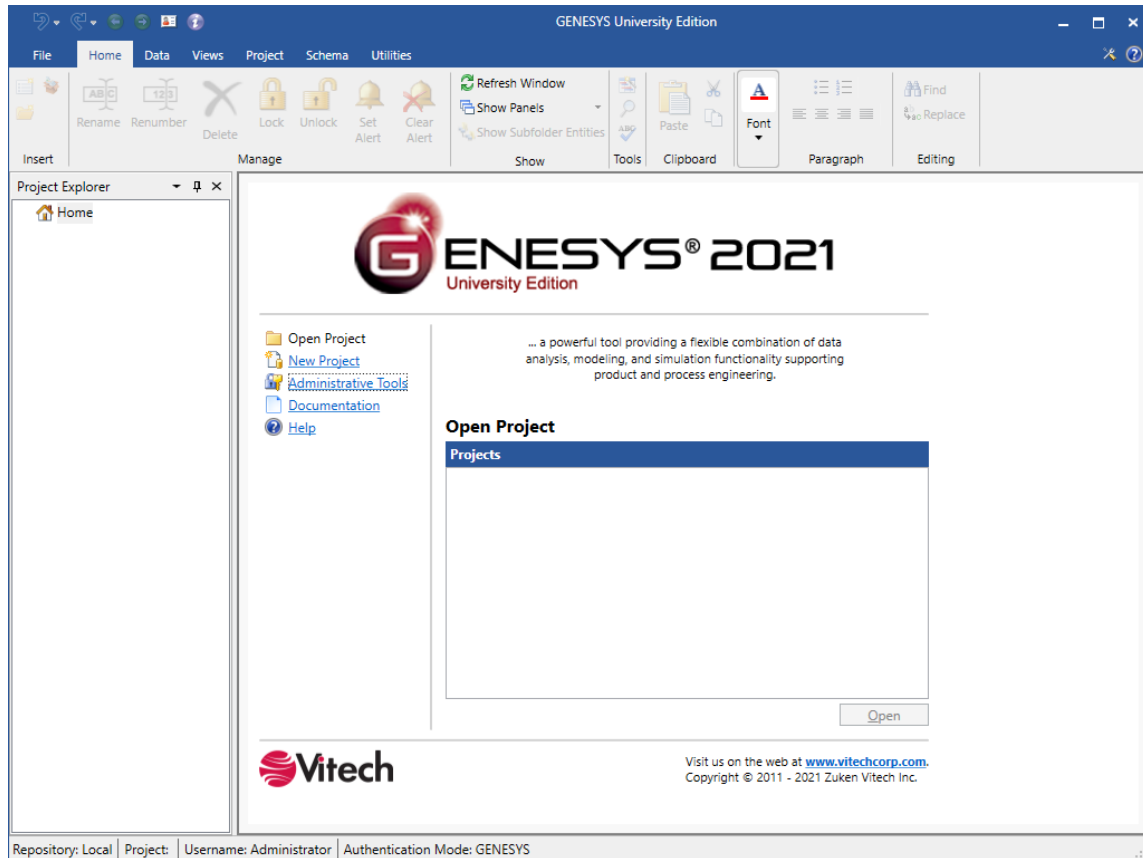 GENESYS University Edition
File Home Data Views Project Schema Utilities
Rename Renumber Delete Lock Unlock Set Alert Clear Alert
Refresh Window
Show Panels
Show Subfolder Entities
Paste
Font
Find
Replace
Insert Manage Show Tools Clipboard Paragraph Editing
Project Explorer
Home
GENESYS® 2021
University Edition
Open Project
New Project
Administrative Tools
Documentation
Help
... a powerful tool providing a flexible combination of data
analysis, modeling, and simulation functionality supporting
product and process engineering.
Open Project
Projects
Open
Vitech
Visit us on the web at www.vitechcorp.com.
Copyright © 2011 - 2021 Zuken Vitech Inc.
Repository: Local Project: Username: Administrator Authentication Mode: GENESYS